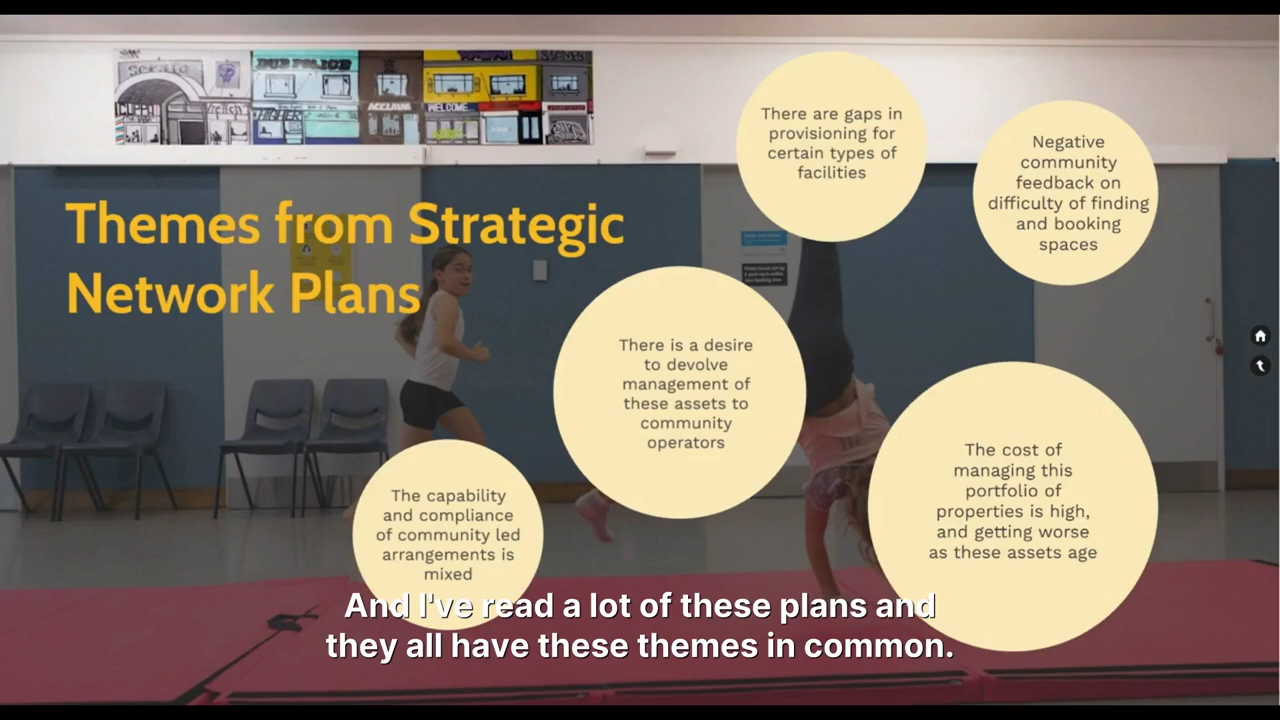 DUB POLICE
ACCLAIM
WELCOME
Themes from Strategic
Network Plans
There are gaps in
provisioning for
certain types of
facilities
Negative
community
feedback on
difficulty of finding
and booking
spaces
There is a desire
to devolve
management of
these assets to
community
operators
The cost of
managing this
portfolio of
properties is high,
and getting worse
as these assets age
The capability
and compliance
of community led
arrangements is
mixed
And I've read a lot of these plans and
they all have these themes in common.